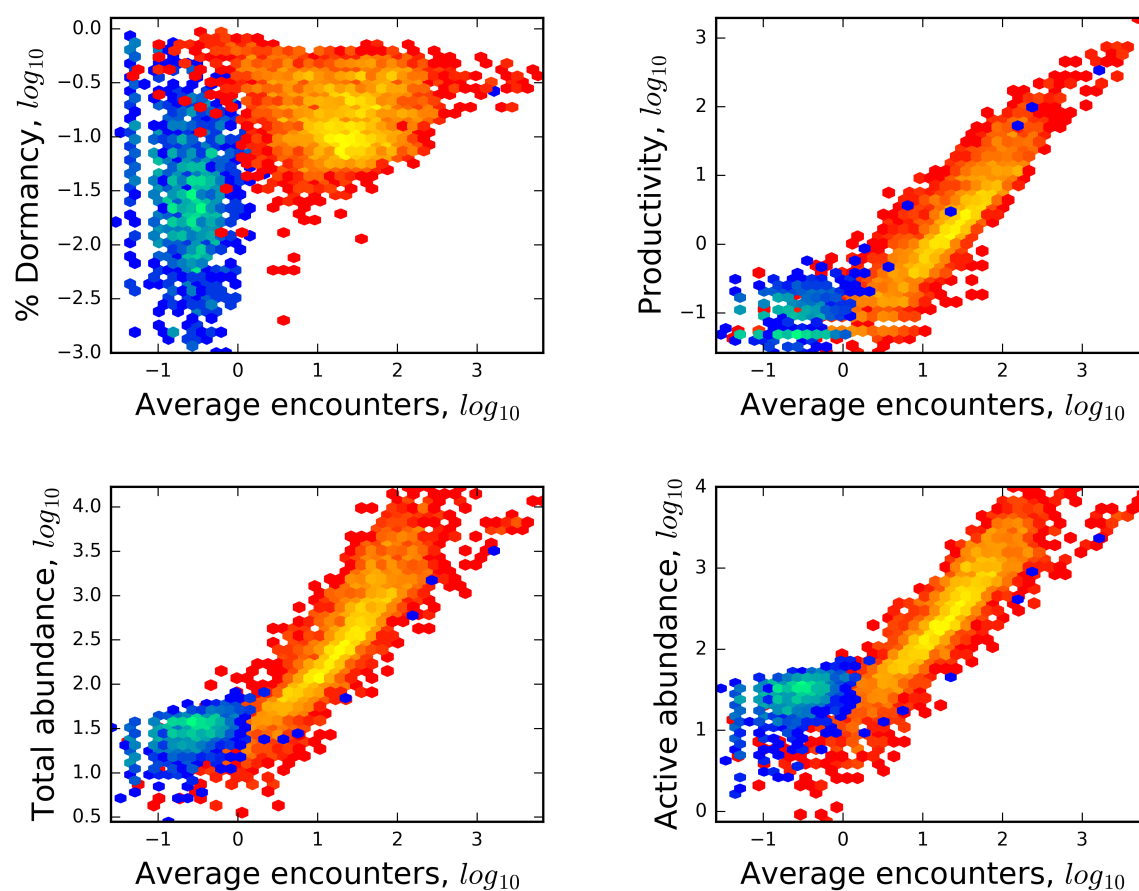 0.0
−0.5
−1.0
−1.5
−2.0
−2.5
−3.0
% Dormancy, log10
−1 0 1 2 3
Average encounters, log10
3
2
1
0
−1
Productivity, log10
−1 0 1 2 3
Average encounters, log10
4.0
3.5
3.0
2.5
2.0
1.5
1.0
0.5
Total abundance, log10
−1 0 1 2 3
Average encounters, log10
4
3
2
1
0
Active abundance, log10
−1 0 1 2 3
Average encounters, log10